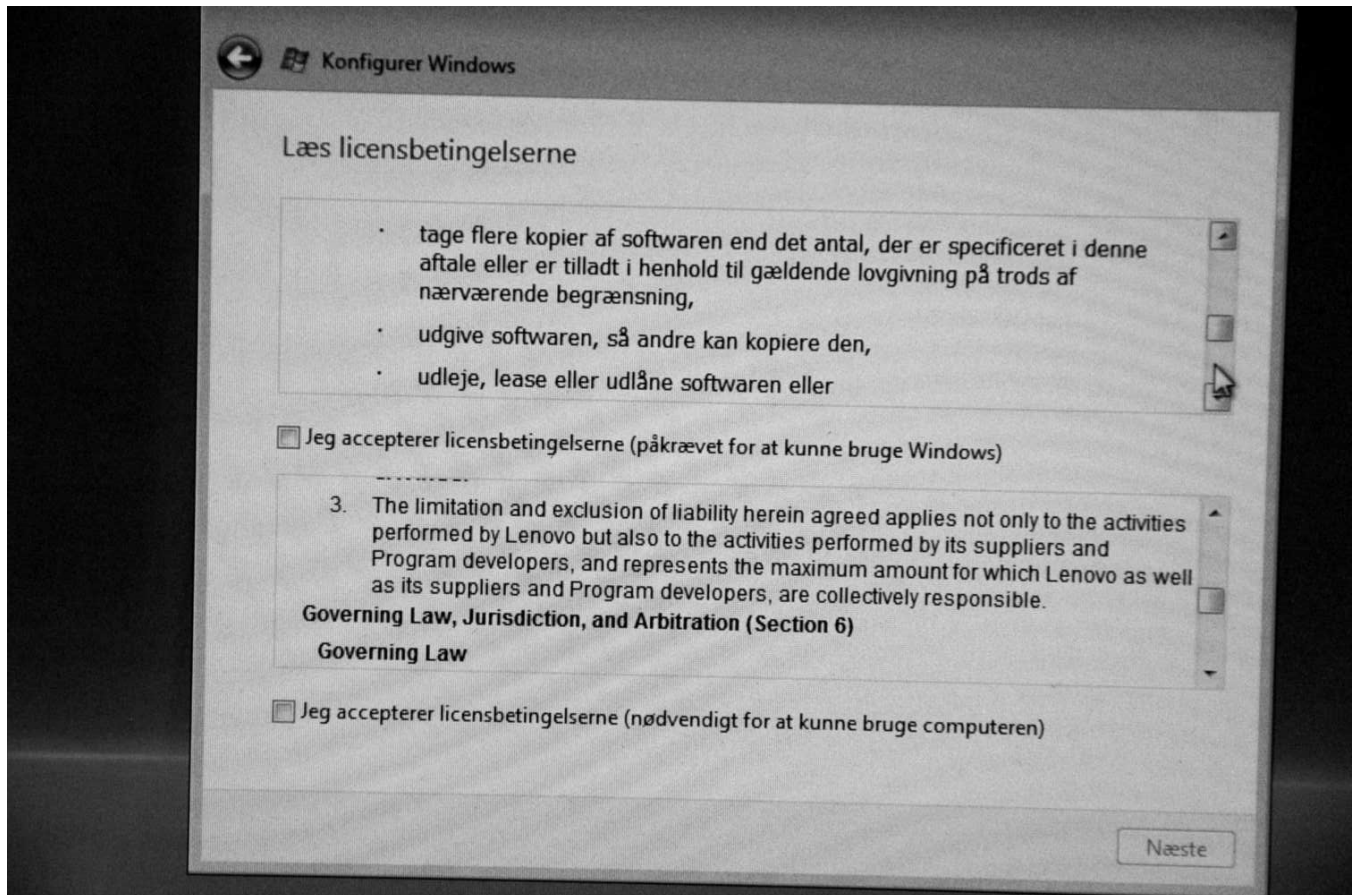 Konfigurer Windows
Læs licensbetingelserne
· tage flere kopier af softwaren end det antal, der er specificeret i denne
aftale eller er tilladt i henhold til gældende lovgivning på trods af
nærværende begrænsning,
· udgive softwaren, så andre kan kopiere den,
· udleje, lease eller udlåne softwaren eller
Jeg accepterer licensbetingelserne (påkrævet for at kunne bruge Windows)
3. The limitation and exclusion of liability herein agreed applies not only to the activities
performed by Lenovo but also to the activities performed by its suppliers and
Program developers, and represents the maximum amount for which Lenovo as well
as its suppliers and Program developers, are collectively responsible.
Governing Law, Jurisdiction, and Arbitration (Section 6)
Governing Law
Jeg accepterer licensbetingelserne (nødvendigt for at kunne bruge computeren)
Næste